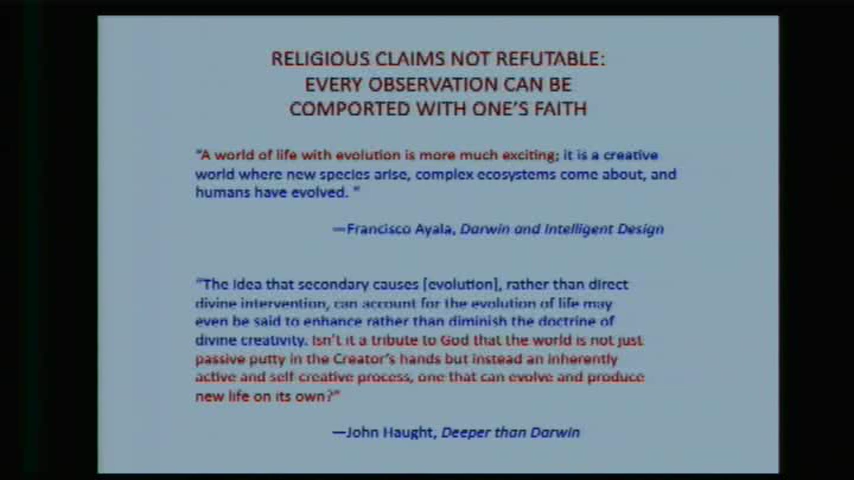 RELIGIOUS CLAIMS NOT REFUTABLE:
EVERY OBSERVATION CAN BE
COMPORTED WITH ONE'S FAITH
"A world of life with evolution is more much exciting; it is a creative
world where new species arise, complex ecosystems come about, and
humans have evolved. "
—Francisco Ayala, Darwin and Intelligent Design
"The idea that secondary causes [evolution], rather than direct
divine intervention, can account for the evolution of life may
even be said to enhance rather than diminish the doctrine of
divine creativity. Isn't it a tribute to God that the world is not just
passive putty in the Creator's hands but instead an inherently
active and self-creative process, one that can evolve and produce
new life on its own?"
—John Haught, Deeper than Darwin